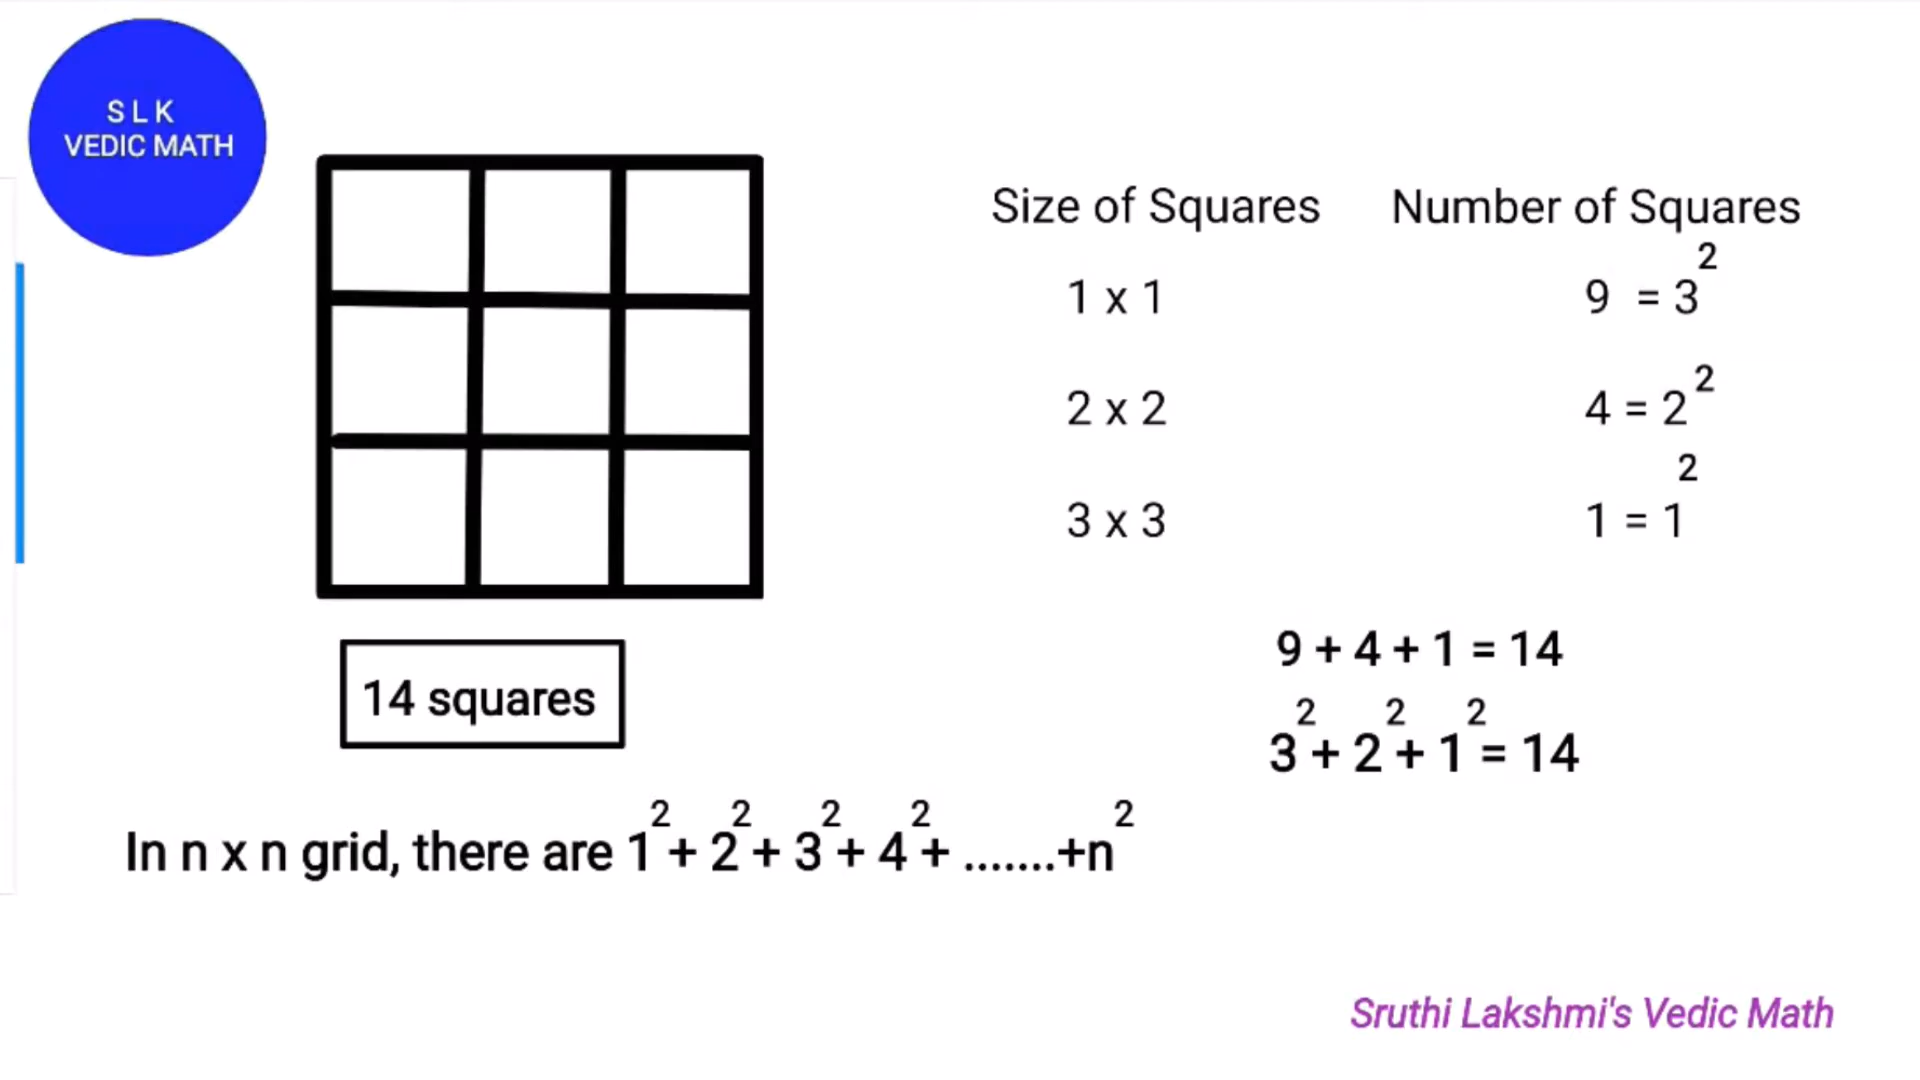 S L K
VEDIC MATH
Size of Squares Number of Squares
1 x 1 9 = 3²
2 x 2 4 = 2²
3 x 3 1 = 1²
9 + 4 + 1 = 14
3² + 2² + 1² = 14
14 squares
In n x n grid, there are 1² + 2² + 3² + 4² + .......+n²
Sruthi Lakshmi's Vedic Math